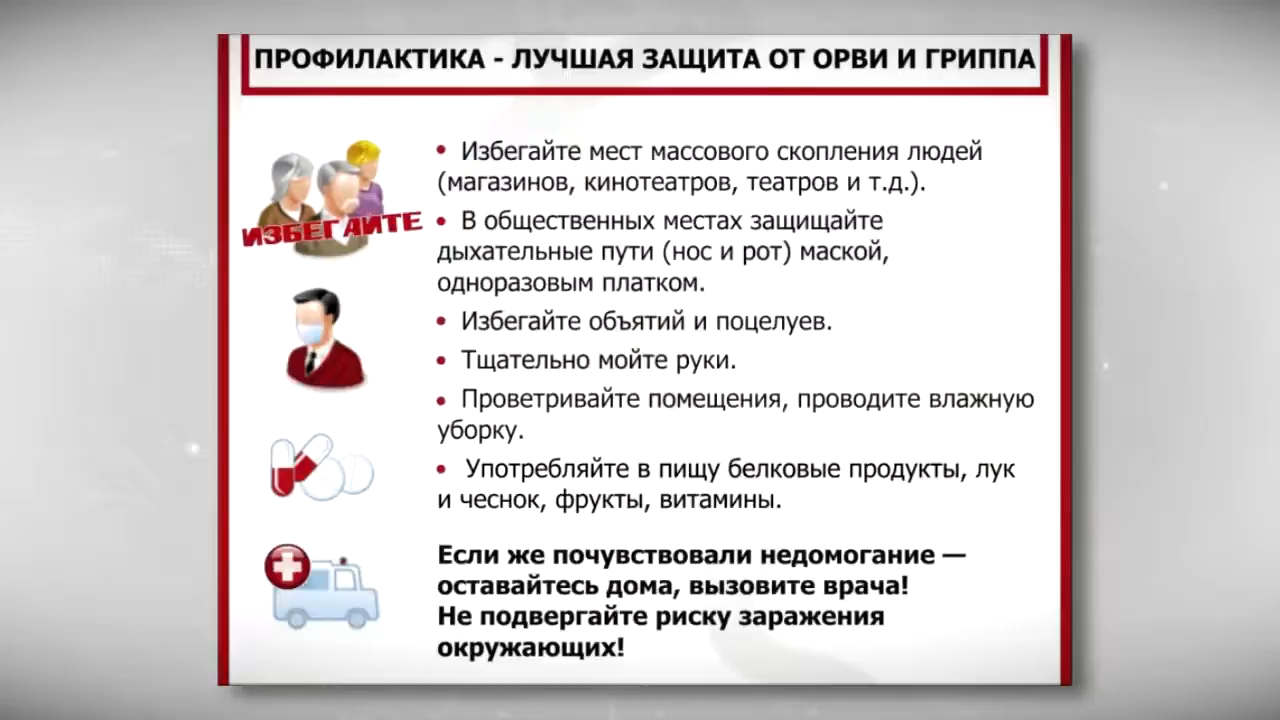 ПРОФИЛАКТИКА - ЛУЧШАЯ ЗАЩИТА ОТ ОРВИ И ГРИППА
ИЗБЕГАЙТЕ
• Избегайте мест массового скопления людей
(магазинов, кинотеатров, театров и т.д.).
• В общественных местах защищайте
дыхательные пути (нос и рот) маской,
одноразовым платком.
• Избегайте объятий и поцелуев.
• Тщательно мойте руки.
• Проветривайте помещения, проводите влажную
уборку.
• Употребляйте в пищу белковые продукты, лук
и чеснок, фрукты, витамины.
Если же почувствовали недомогание —
оставайтесь дома, вызовите врача!
Не подвергайте риску заражения
окружающих!